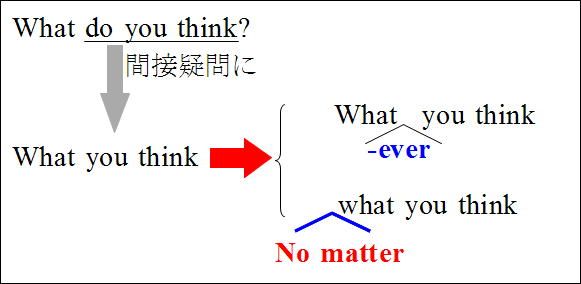 What do you think?
間接疑問に
What you think
What you think
-ever
what you think
No matter